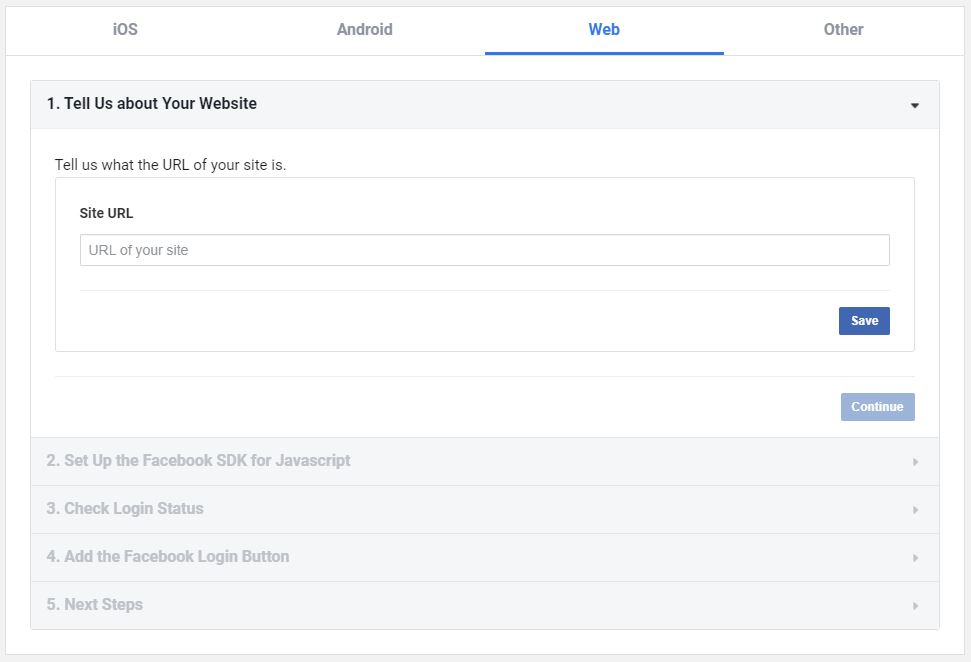 iOS Android Web Other
1. Tell Us about Your Website
Tell us what the URL of your site is.
Site URL
URL of your site
Save
Continue
2. Set Up the Facebook SDK for Javascript
3. Check Login Status
4. Add the Facebook Login Button
5. Next Steps